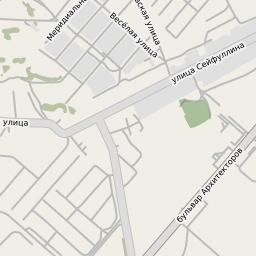 Меридиальн
Весёлая улица
ская улица
улица Сейфуллина
улица
бульвар Архитекторов